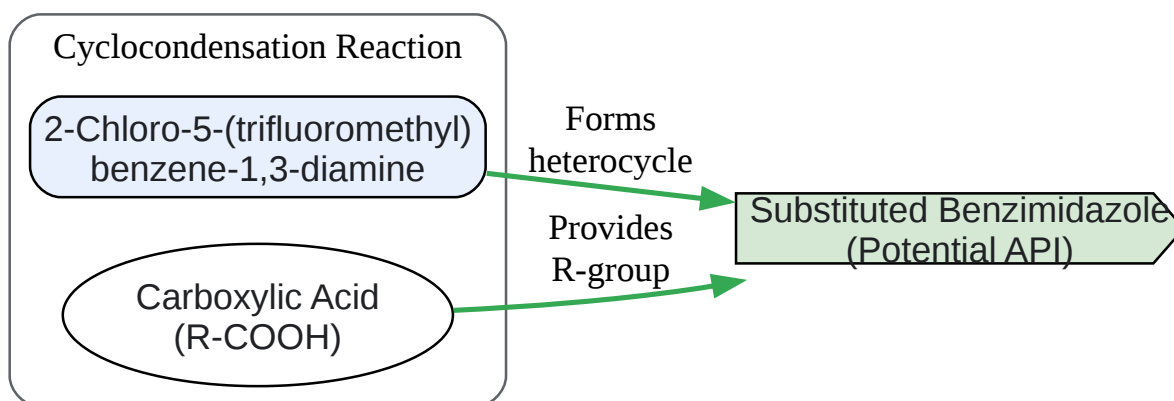 Cyclocondensation Reaction
2-Chloro-5-(trifluoromethyl)
benzene-1,3-diamine
Forms
heterocycle
Provides
R-group
Substituted Benzimidazole
(Potential API)
Carboxylic Acid
(R-COOH)